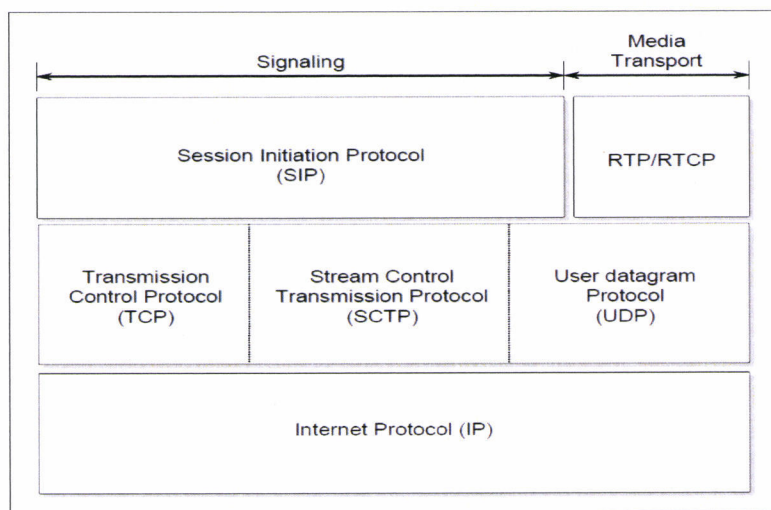 Signaling
Media
Transport
Session Initiation Protocol
(SIP)
RTP/RTCP
Transmission
Control Protocol
(TCP)
Stream Control
Transmission Protocol
(SCTP)
User datagram
Protocol
(UDP)
Internet Protocol (IP)